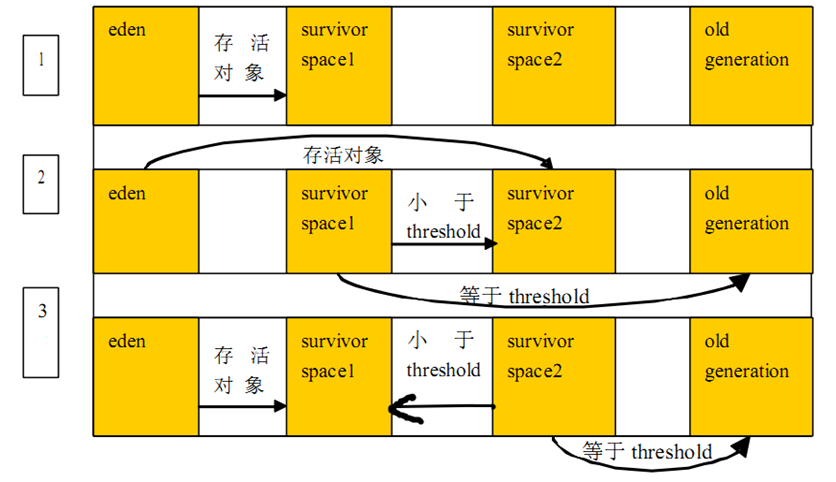 1
eden
存 活
对 象
survivor
space1
survivor
space2
old
generation
存活对象
2
eden
survivor
space1
小 于
threshold
survivor
space2
old
generation
等于 threshold
3
eden
存 活
对 象
survivor
space1
小 于
threshold
survivor
space2
old
generation
等于 threshold